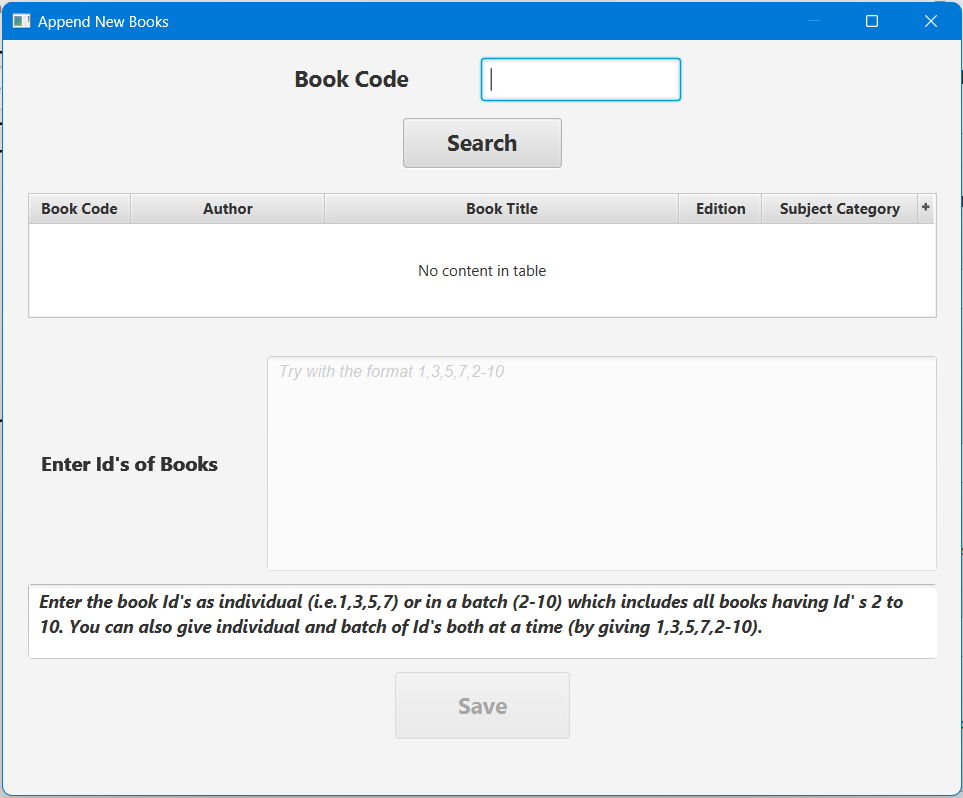 Append New Books
Book Code
Search
Book Code Author Book Title Edition Subject Category +
No content in table
Try with the format 1,3,5,7,2-10
Enter Id's of Books
Enter the book Id's as individual (i.e.1,3,5,7) or in a batch (2-10) which includes all books having Id' s 2 to
10. You can also give individual and batch of Id's both at a time (by giving 1,3,5,7,2-10).
Save